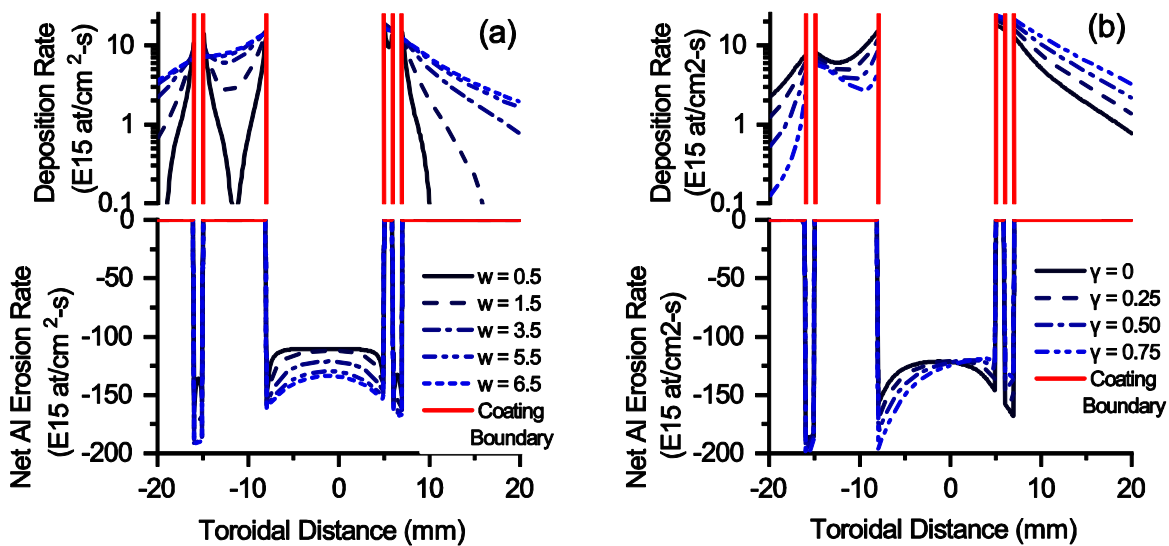 (a)
Deposition Rate
(E15 at/cm²-s)
10
1
0.1
0
-50
-100
-150
-200
Net Al Erosion Rate
(E15 at/cm²-s)
w = 0.5
w = 1.5
w = 3.5
w = 5.5
w = 6.5
Coating
Boundary
-20
-10
0
10
20
Toroidal Distance (mm)
(b)
Deposition Rate
(E15 at/cm2-s)
10
1
0.1
0
-50
-100
-150
-200
Net Al Erosion Rate
(E15 at/cm2-s)
γ = 0
γ = 0.25
γ = 0.50
γ = 0.75
Coating
Boundary
-20
-10
0
10
20
Toroidal Distance (mm)